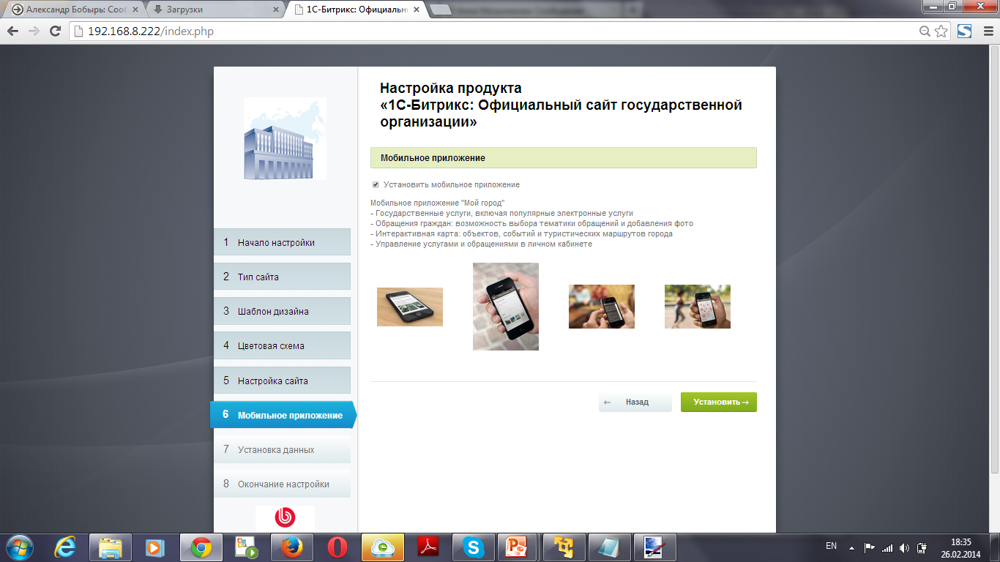 Александр Бобырь: Сооб
Загрузки
1С-Битрикс: Официальны
192.168.8.222/index.php
Настройка продукта
«1С-Битрикс: Официальный сайт государственной
организации»
Мобильное приложение
Установить мобильное приложение
Мобильное приложение "Мой город"
- Государственные услуги, включая популярные электронные услуги
- Обращения граждан: возможность выбора тематики обращений и добавления фото
- Интерактивная карта: объектов, событий и туристических маршрутов города
- Управление услугами и обращениями в личном кабинете
1 Начало настройки
2 Тип сайта
3 Шаблон дизайна
4 Цветовая схема
5 Настройка сайта
6 Мобильное приложение
7 Установка данных
8 Окончание настройки
← Назад
Установить →
EN
18:35
26.02.2014